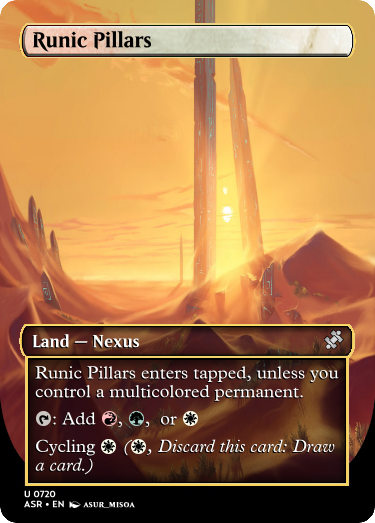 Runic Pillars
Land — Nexus
Runic Pillars enters tapped, unless you
control a multicolored permanent.
: Add , , or
Cycling (, Discard this card: Draw
a card.)
U 0720
ASR • EN ASUR_MISOA